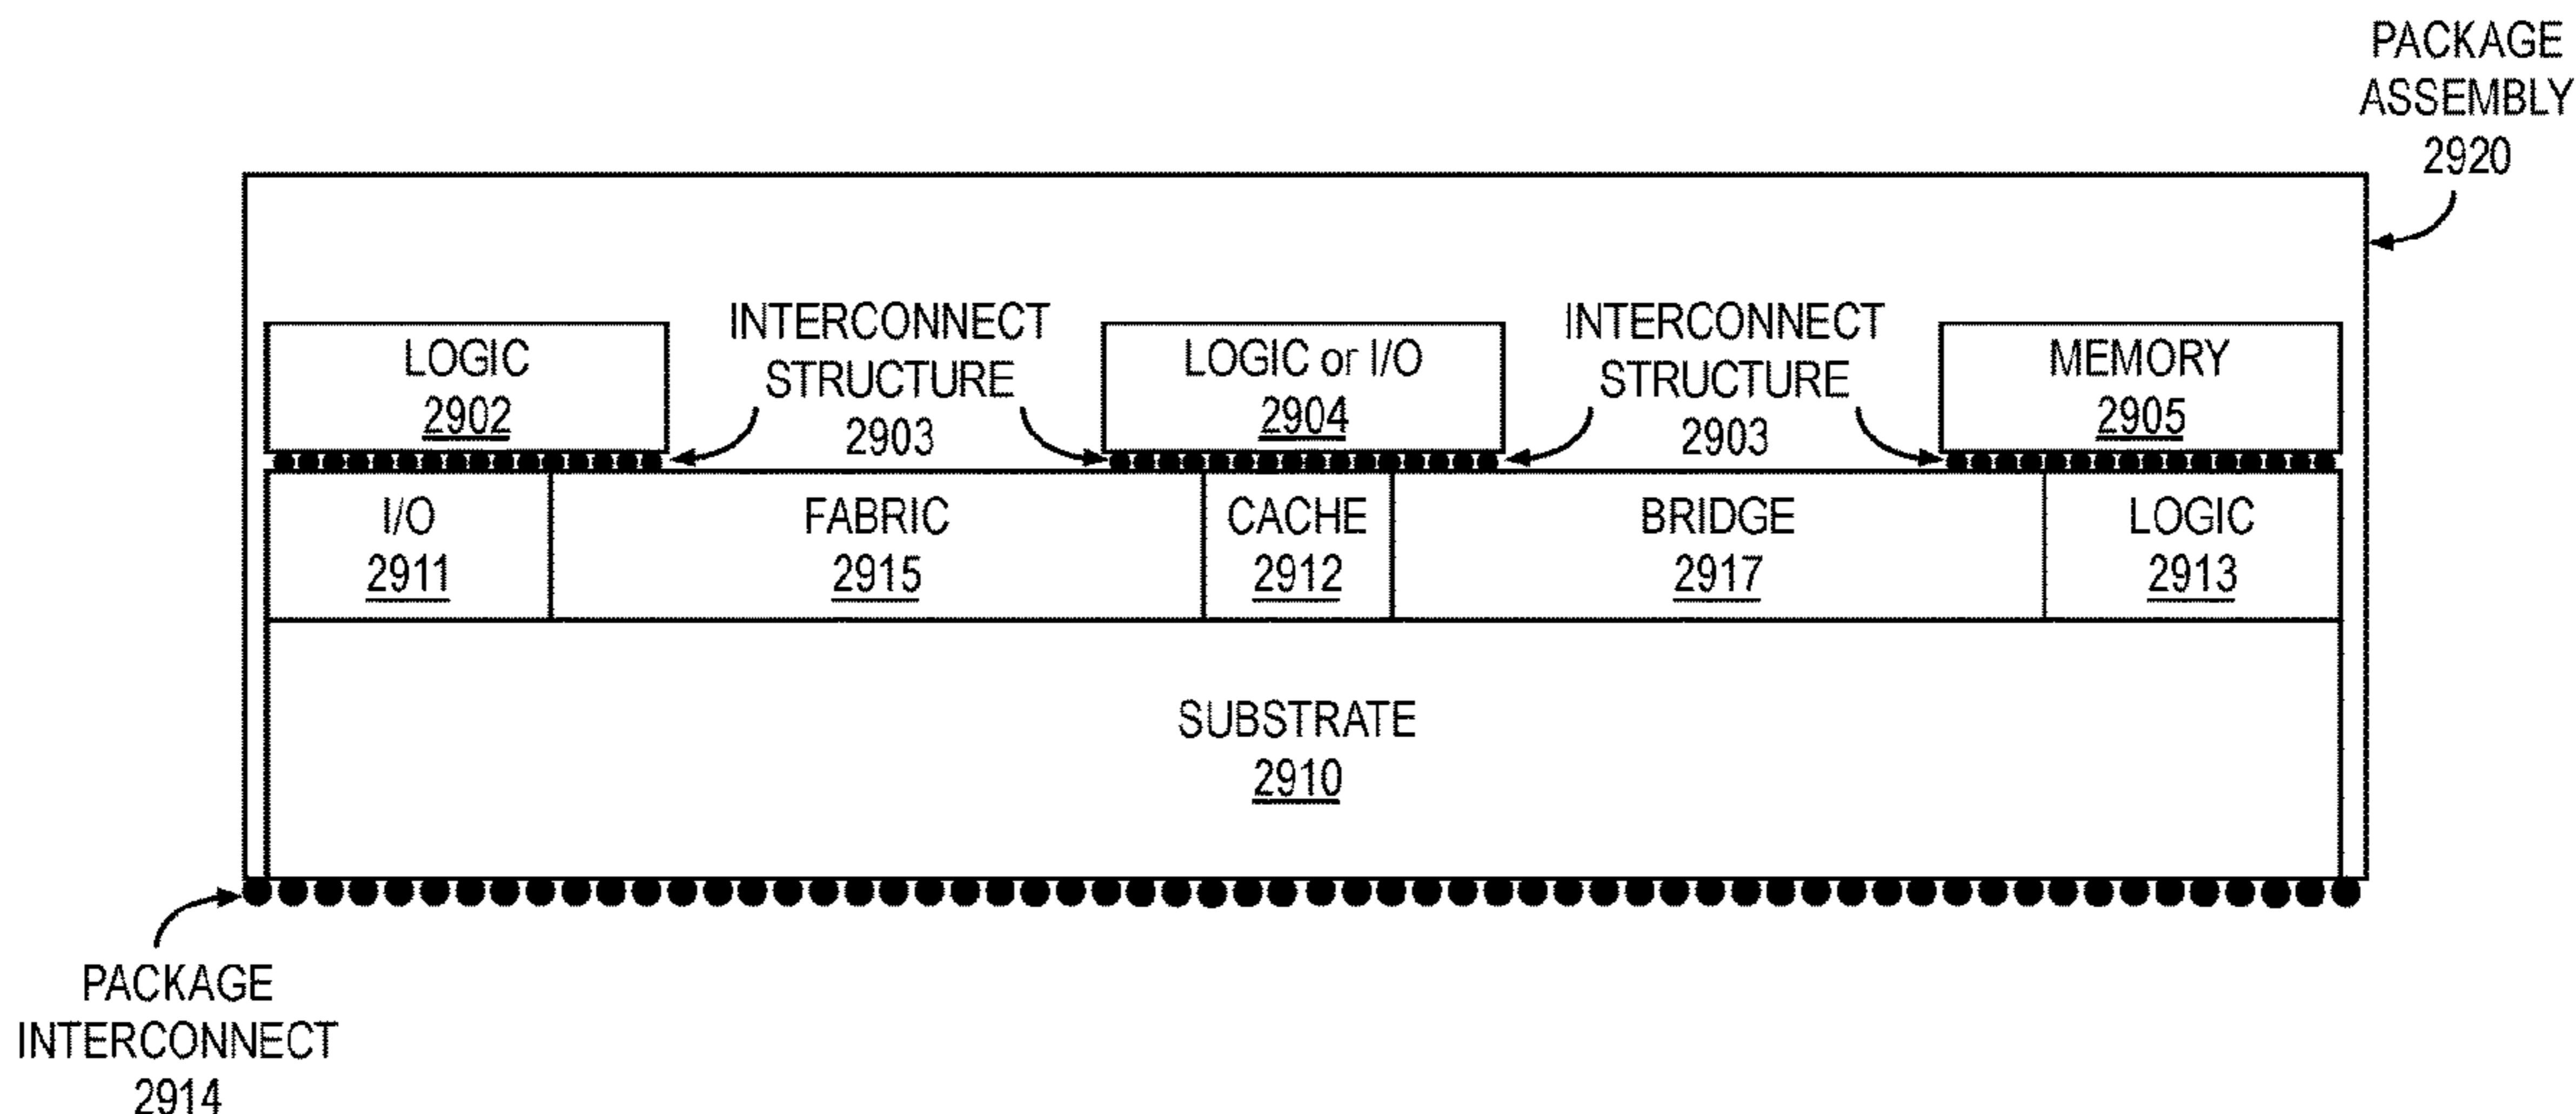 PACKAGE
ASSEMBLY
2920
LOGIC
2902
INTERCONNECT
STRUCTURE
2903
LOGIC or I/O
2904
INTERCONNECT
STRUCTURE
2903
MEMORY
2905
I/O
2911
FABRIC
2915
CACHE
2912
BRIDGE
2917
LOGIC
2913
SUBSTRATE
2910
PACKAGE
INTERCONNECT
2914